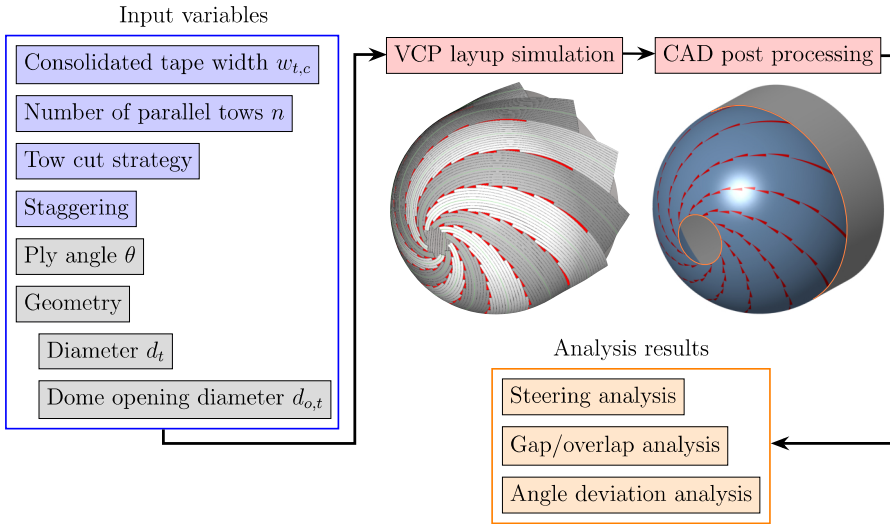 Input variables
Consolidated tape width w_{t,c}
Number of parallel tows n
Tow cut strategy
Staggering
Ply angle θ
Geometry
Diameter d_t
Dome opening diameter d_{o,t}
VCP layup simulation
CAD post processing
Analysis results
Steering analysis
Gap/overlap analysis
Angle deviation analysis